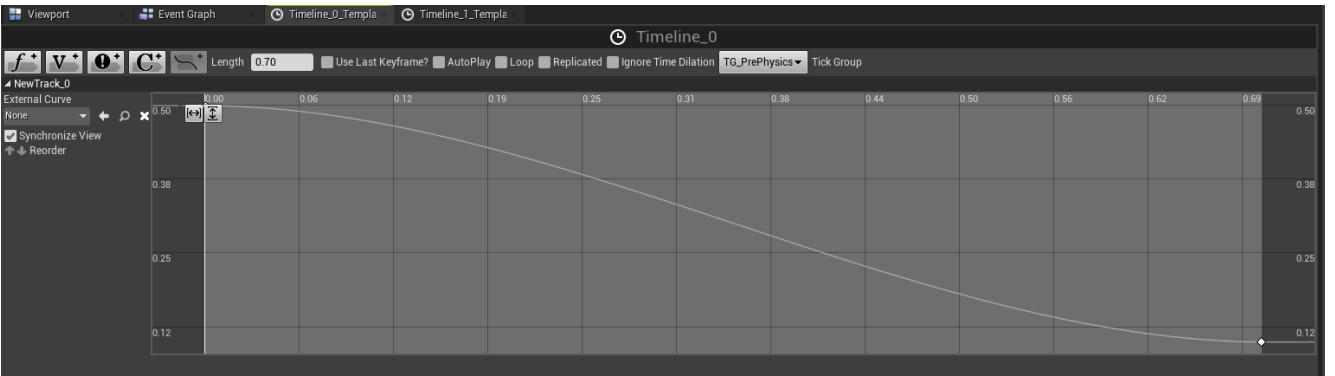 Viewport Event Graph Timeline_0_Templa Timeline_1_Templa
Timeline_0
f V C Length 0.70 Use Last Keyframe? AutoPlay Loop Replicated Ignore Time Dilation TG_PrePhysics Tick Group
NewTrack_0
External Curve
None
Synchronize View
Reorder
0.00 0.06 0.12 0.19 0.25 0.31 0.38 0.44 0.50 0.56 0.62 0.69
0.50 0.50
0.38 0.38
0.25 0.25
0.12 0.12